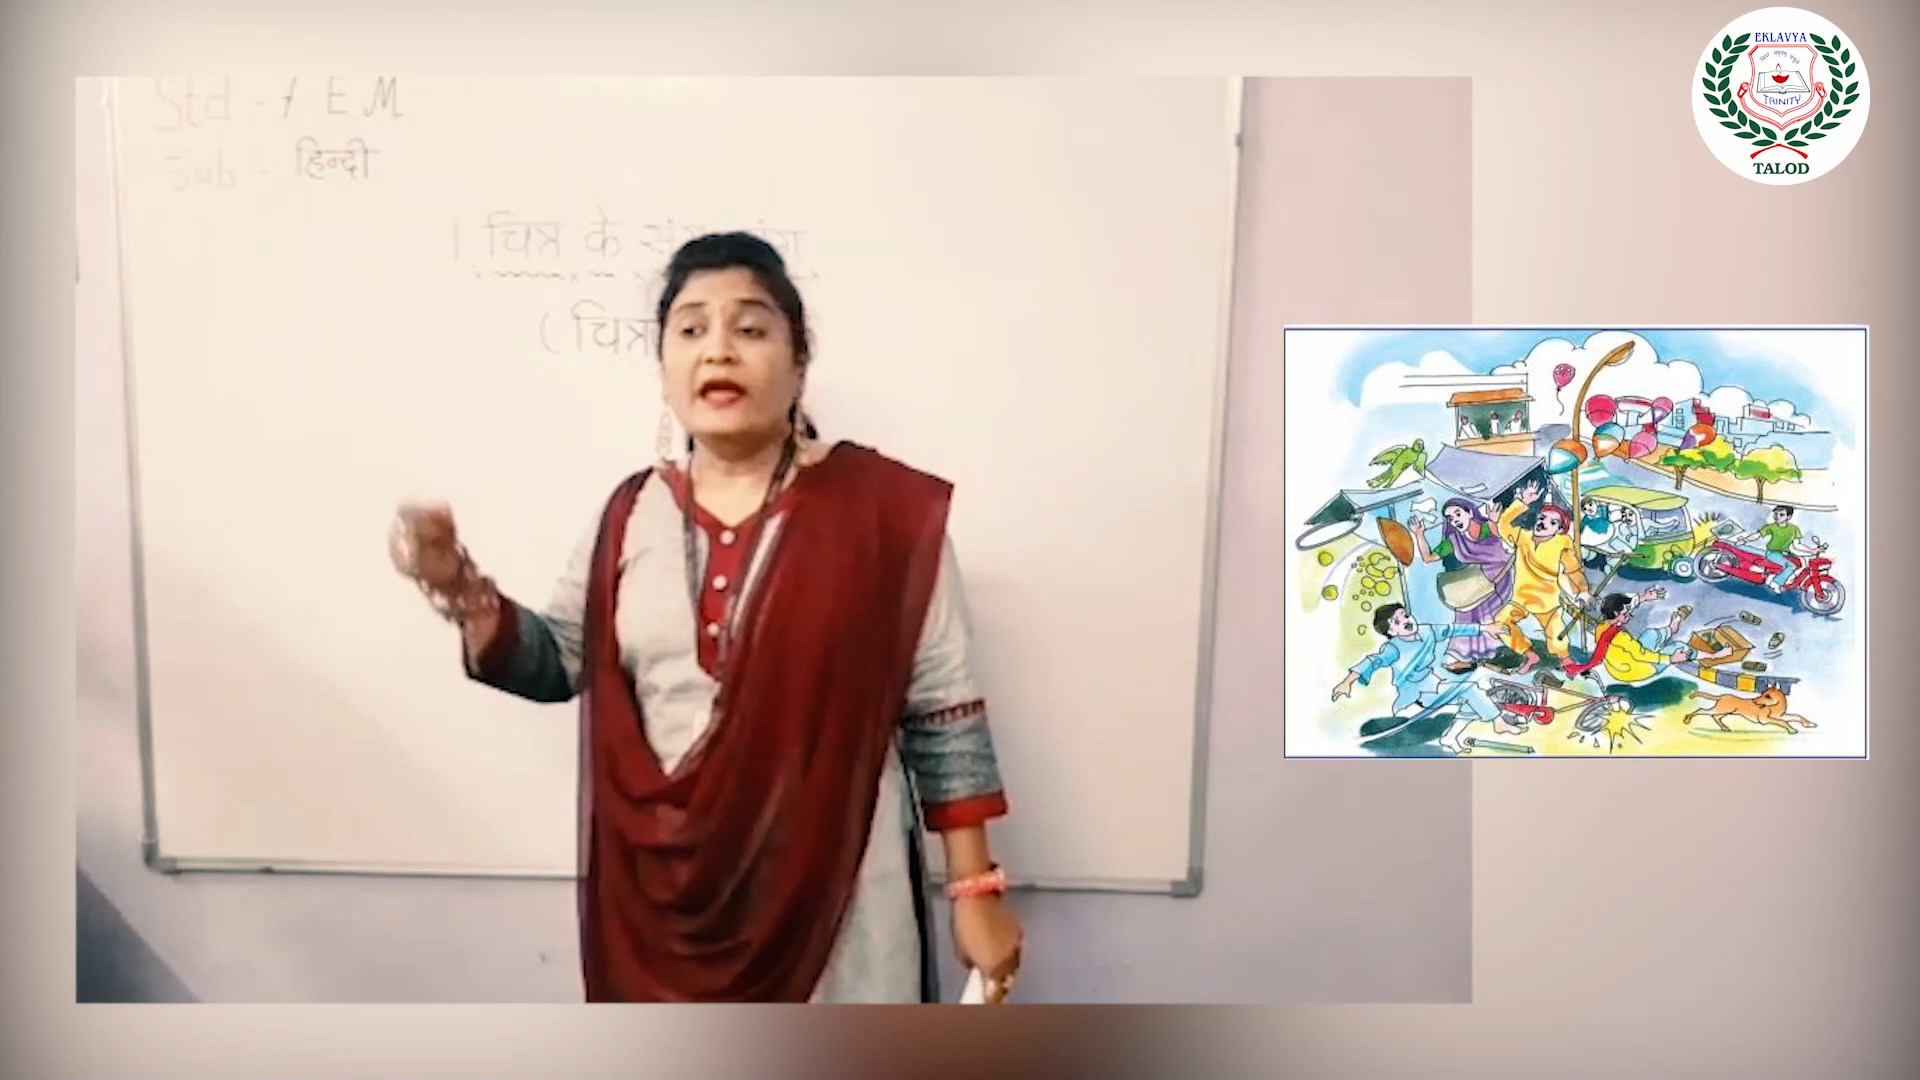 Std - 7 E.M
Sub - हिन्दी
1. चित्र के संग
(चित्र
EKLAVYA
TRINITY
TALOD